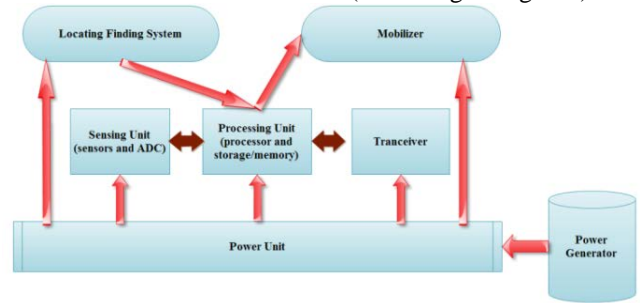 Locating Finding System
Mobilizer
Sensing Unit
(sensors and ADC)
Processing Unit
(processor and
storage/memory)
Tranceiver
Power Unit
Power
Generator